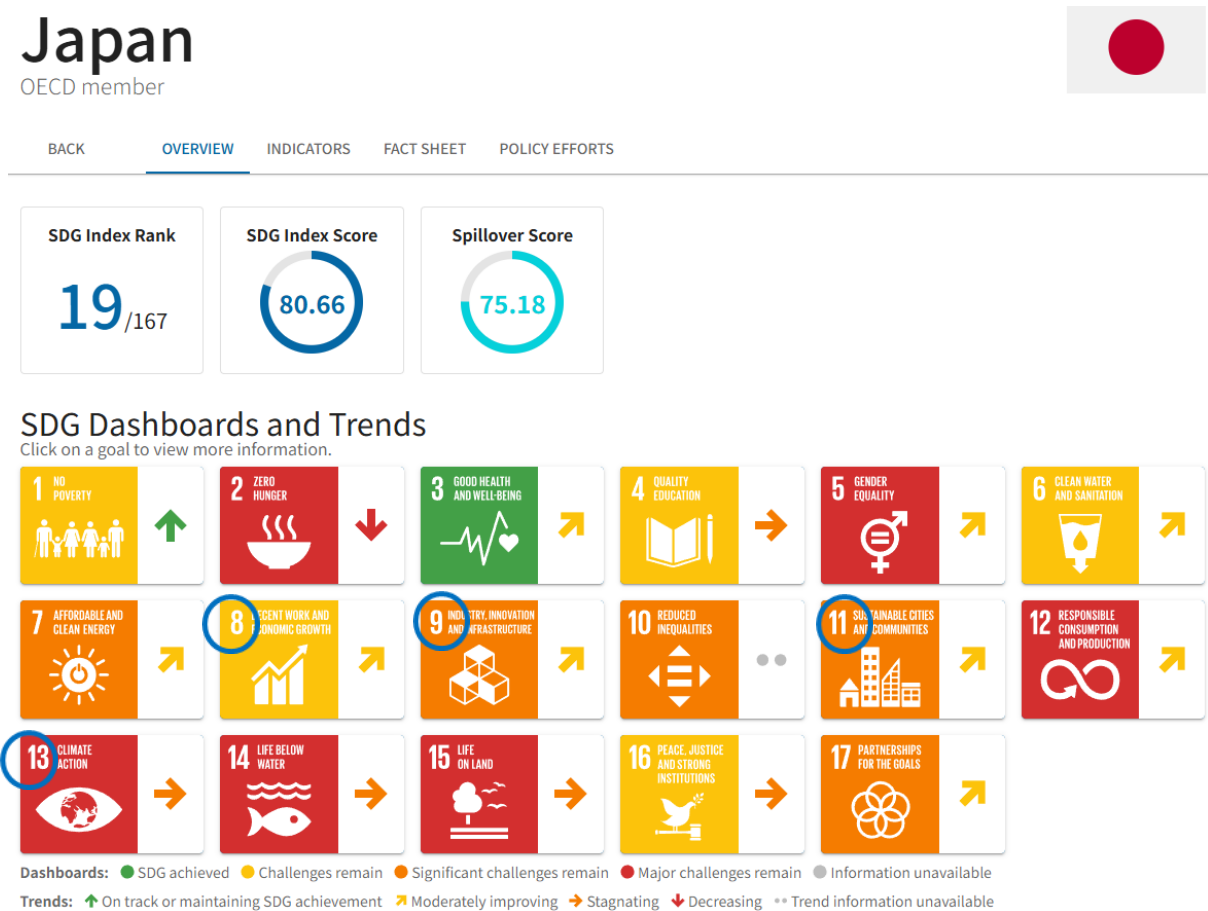 Japan
OECD member
BACK OVERVIEW INDICATORS FACT SHEET POLICY EFFORTS
SDG Index Rank
19/167
SDG Index Score
80.66
Spillover Score
75.18
SDG Dashboards and Trends
Click on a goal to view more information.
1 NO
POVERTY
2 ZERO
HUNGER
3 GOOD HEALTH
AND WELL-BEING
4 QUALITY
EDUCATION
5 GENDER
EQUALITY
6 CLEAN WATER
AND SANITATION
7 AFFORDABLE AND
CLEAN ENERGY
8 DECENT WORK AND
ECONOMIC GROWTH
9 INDUSTRY, INNOVATION
AND INFRASTRUCTURE
10 REDUCED
INEQUALITIES
11 SUSTAINABLE CITIES
AND COMMUNITIES
12 RESPONSIBLE
CONSUMPTION
AND PRODUCTION
13 CLIMATE
ACTION
14 LIFE BELOW
WATER
15 LIFE
ON LAND
16 PEACE, JUSTICE
AND STRONG
INSTITUTIONS
17 PARTNERSHIPS
FOR THE GOALS
Dashboards: SDG achieved Challenges remain Significant challenges remain Major challenges remain Information unavailable
Trends: On track or maintaining SDG achievement Moderately improving Stagnating Decreasing Trend information unavailable